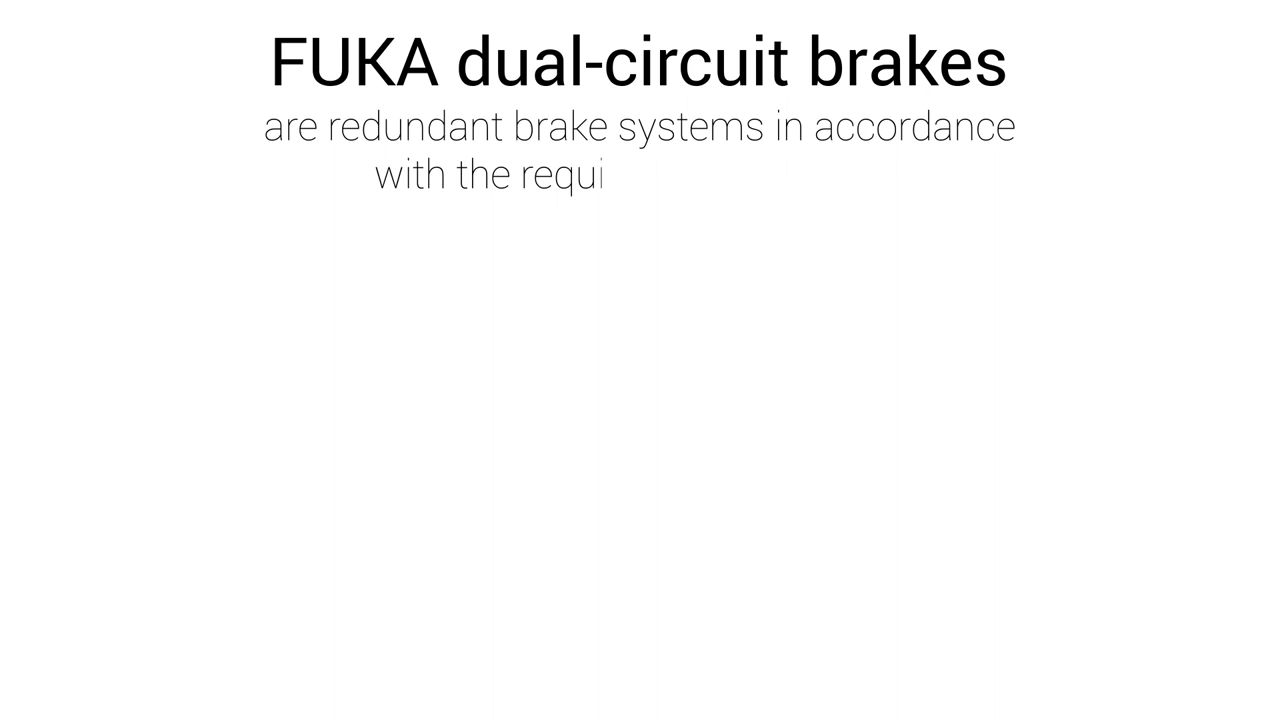 FUKA dual-circuit brakes
are redundant brake systems in accordance
with the requi